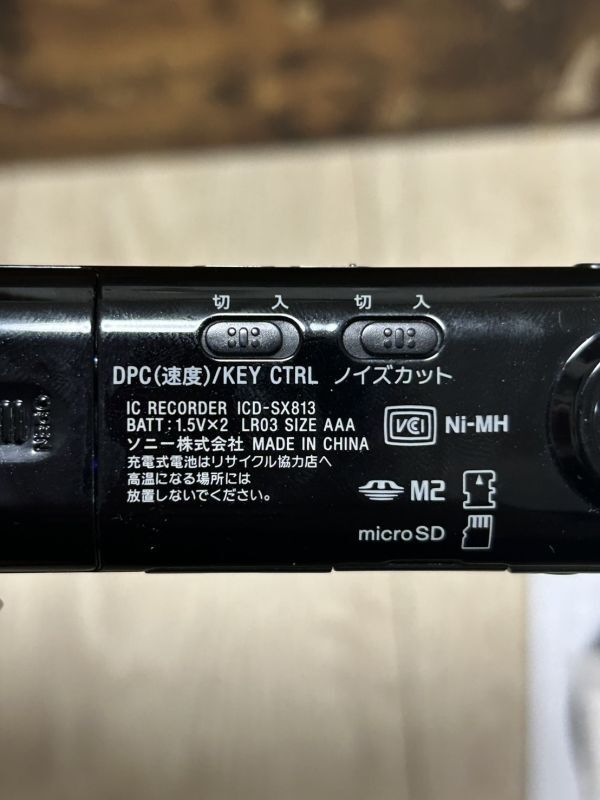 切 入 切 入
DPC(速度)/KEY CTRL ノイズカット
IC RECORDER ICD-SX813
BATT:1.5V×2 LR03 SIZE AAA
ソニー株式会社 MADE IN CHINA
充電式電池はリサイクル協力店へ
高温になる場所には
放置しないでください。
VCI Ni-MH
M2
microSD